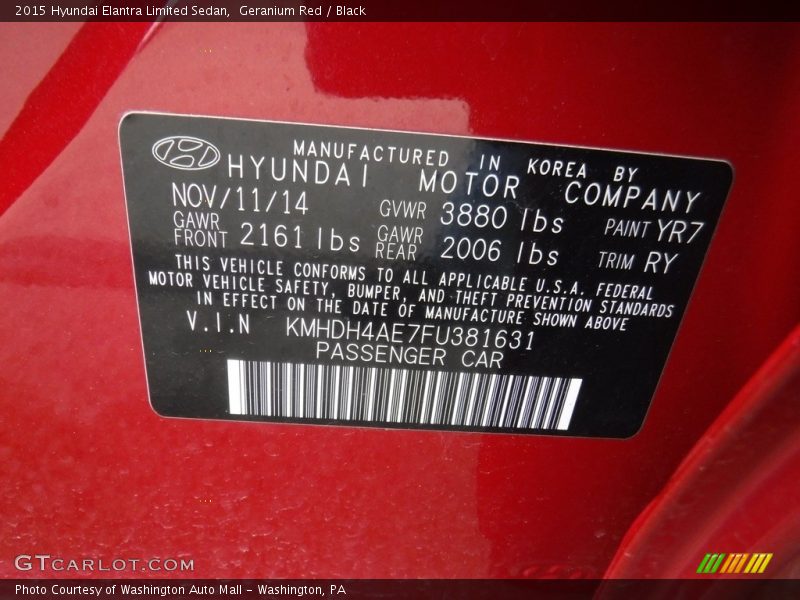 2015 Hyundai Elantra Limited Sedan,  Geranium Red / Black
MANUFACTURED IN KOREA BY
HYUNDAI MOTOR COMPANY
NOV/11/14 GVWR 3880 lbs PAINT YR7
GAWR FRONT 2161 lbs GAWR REAR 2006 lbs TRIM RY
THIS VEHICLE CONFORMS TO ALL APPLICABLE U.S.A. FEDERAL
MOTOR VEHICLE SAFETY, BUMPER, AND THEFT PREVENTION STANDARDS
IN EFFECT ON THE DATE OF MANUFACTURE SHOWN ABOVE
V.I.N KMHDH4AE7FU381631
PASSENGER CAR
GTCARLOT.COM
Photo Courtesy of Washington Auto Mall - Washington, PA